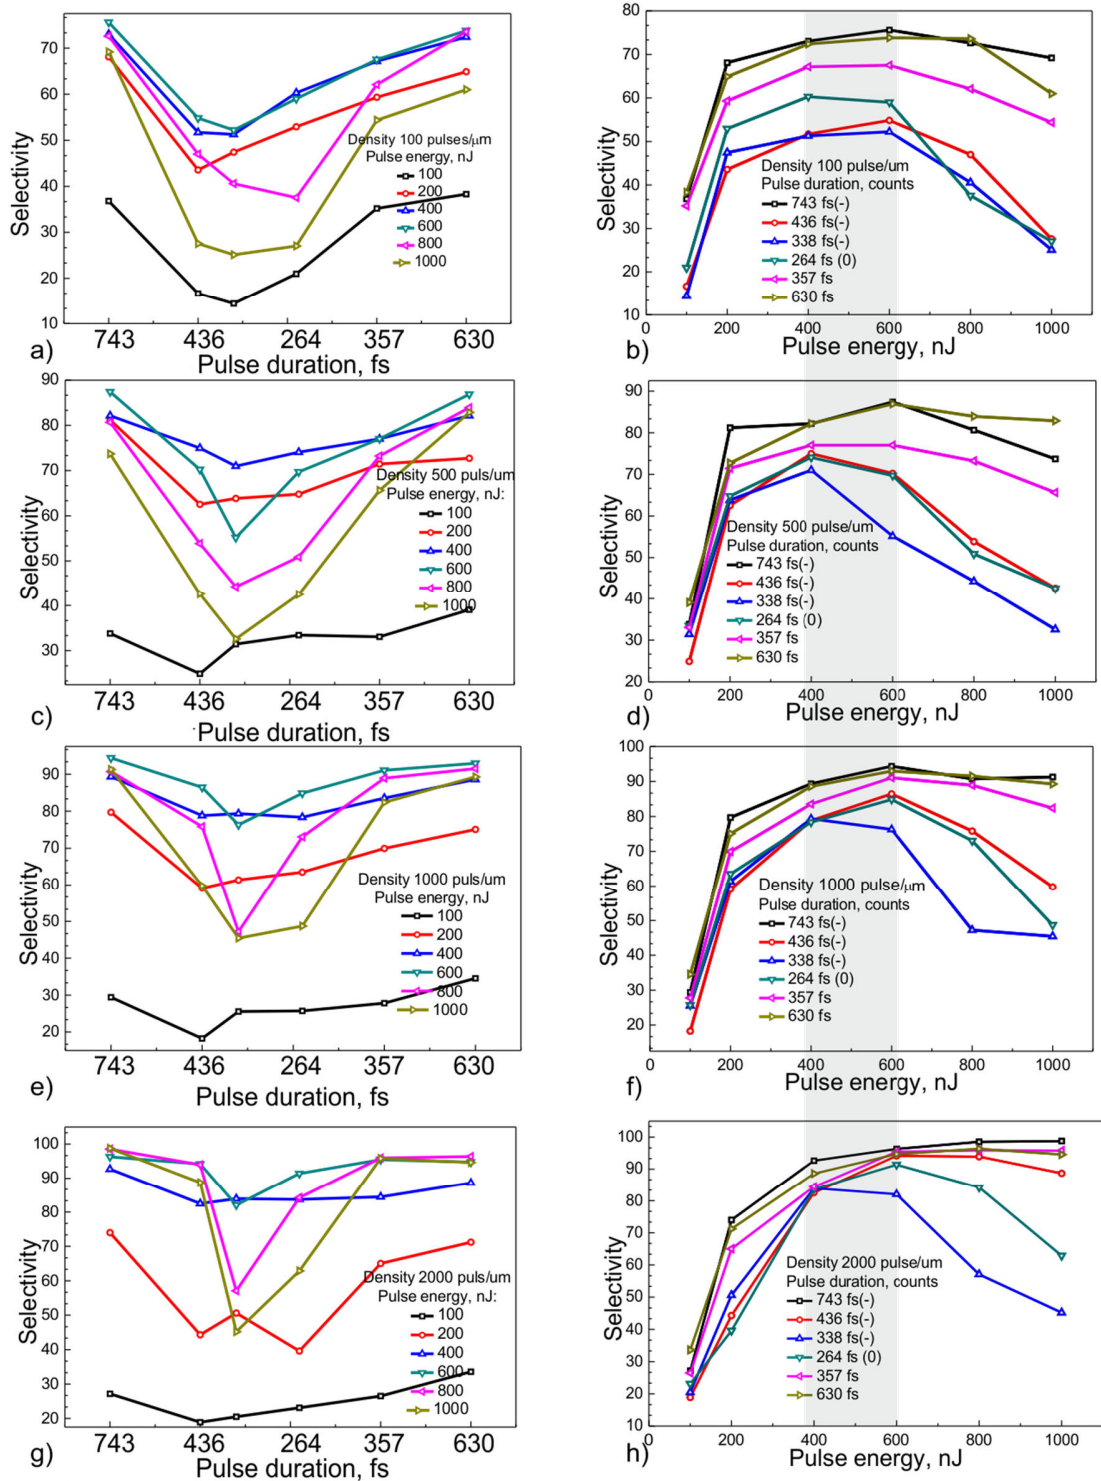 80
70
60
50
40
30
20
10
Selectivity
Density 100 pulses/μm
Pulse energy, nJ
100
200
400
600
800
1000
743 436 264 357 630
a) Pulse duration, fs
70
60
50
40
30
20
10
Selectivity
Density 100 pulse/um
Pulse duration, counts
743 fs(-)
436 fs(-)
338 fs(-)
264 fs (0)
357 fs
630 fs
0 200 400 600 800 1000
b) Pulse energy, nJ
90
80
70
60
50
40
30
Selectivity
Density 500 puls/um
Pulse energy, nJ:
100
200
400
600
800
1000
743 436 264 357 630
c) Pulse duration, fs
90
80
70
60
50
40
30
20
Selectivity
Density 500 pulse/um
Pulse duration, counts
743 fs(-)
436 fs(-)
338 fs(-)
264 fs (0)
357 fs
630 fs
0 200 400 600 800 1000
d) Pulse energy, nJ
90
80
70
60
50
40
30
20
Selectivity
Density 1000 puls/um
Pulse energy, nJ
100
200
400
600
800
1000
743 436 264 357 630
e) Pulse duration, fs
100
90
80
70
60
50
40
30
20
Selectivity
Density 1000 pulse/μm
Pulse duration, counts
743 fs(-)
436 fs(-)
338 fs(-)
264 fs (0)
357 fs
630 fs
0 200 400 600 800 1000
f) Pulse energy, nJ
100
90
80
70
60
50
40
30
20
Selectivity
Density 2000 puls/um
Pulse energy, nJ:
100
200
400
600
800
1000
743 436 264 357 630
g) Pulse duration, fs
100
90
80
70
60
50
40
30
20
10
Selectivity
Density 2000 pulse/um
Pulse duration, counts
743 fs(-)
436 fs(-)
338 fs(-)
264 fs (0)
357 fs
630 fs
0 200 400 600 800 1000
h) Pulse energy, nJ